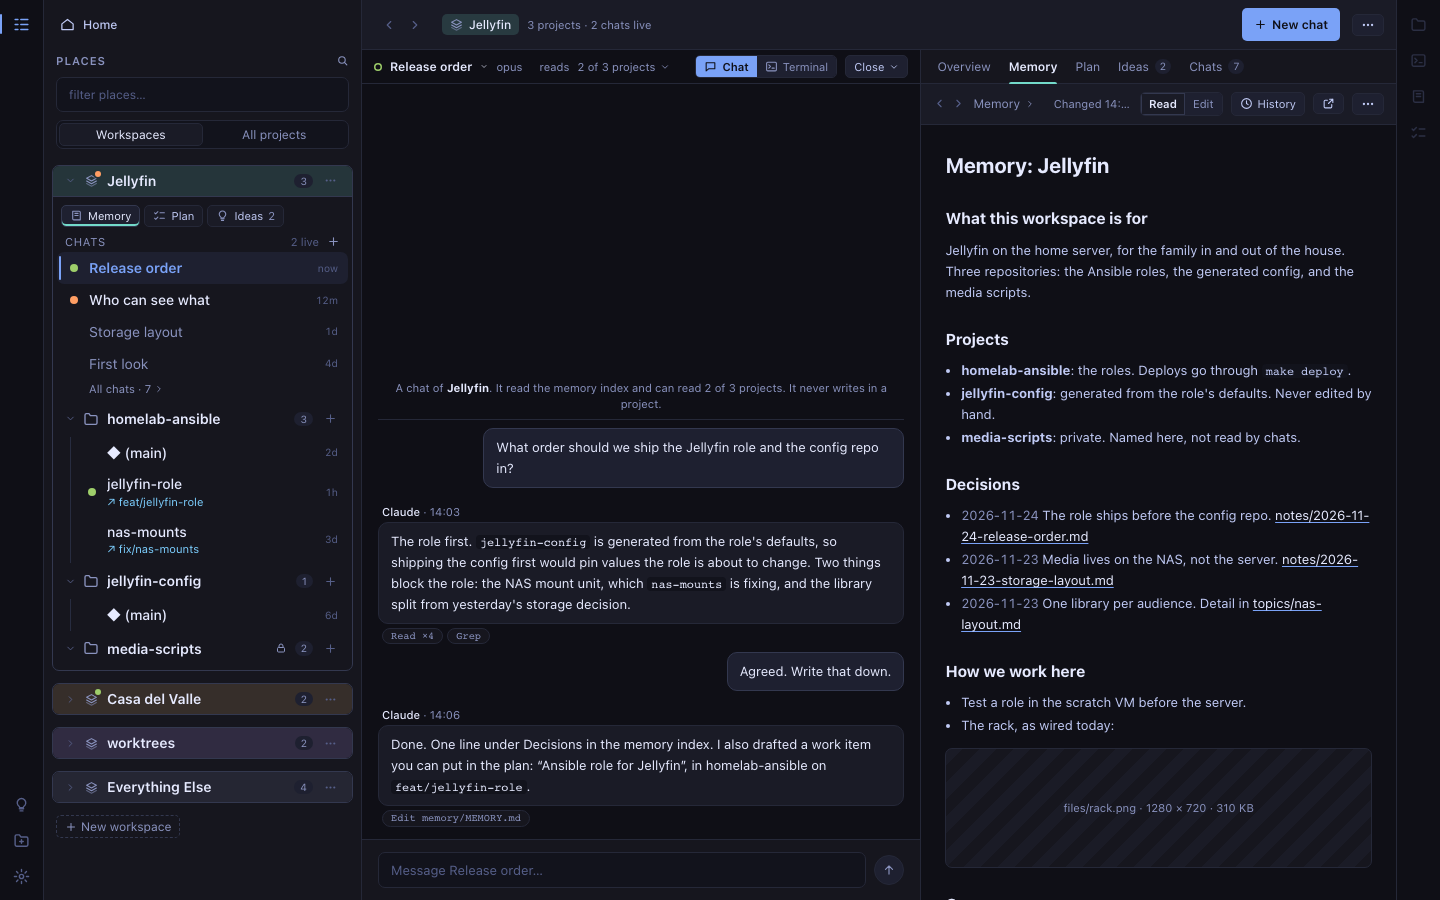 Home
PLACES
filter places...
Workspaces
All projects
Jellyfin
3
Memory
Plan
Ideas 2
CHATS
2 live
Release order
now
Who can see what
12m
Storage layout
1d
First look
4d
All chats · 7
homelab-ansible
3
(main)
2d
jellyfin-role
1h
feat/jellyfin-role
nas-mounts
3d
fix/nas-mounts
jellyfin-config
1
(main)
6d
media-scripts
2
Casa del Valle
2
worktrees
2
Everything Else
4
New workspace
Jellyfin
3 projects · 2 chats live
New chat
Release order
opus
reads 2 of 3 projects
Chat
Terminal
Close
A chat of Jellyfin. It read the memory index and can read 2 of 3 projects. It never writes in a
project.
What order should we ship the Jellyfin role and the config repo
in?
Claude · 14:03
The role first. jellyfin-config is generated from the role's defaults, so
shipping the config first would pin values the role is about to change. Two things
block the role: the NAS mount unit, which nas-mounts is fixing, and the library
split from yesterday's storage decision.
Read ×4
Grep
Agreed. Write that down.
Claude · 14:06
Done. One line under Decisions in the memory index. I also drafted a work item
you can put in the plan: “Ansible role for Jellyfin”, in homelab-ansible on
feat/jellyfin-role.
Edit memory/MEMORY.md
Message Release order...
Overview
Memory
Plan
Ideas 2
Chats 7
Memory
Changed 14:...
Read
Edit
History
Memory: Jellyfin
What this workspace is for
Jellyfin on the home server, for the family in and out of the house.
Three repositories: the Ansible roles, the generated config, and the
media scripts.
Projects
• homelab-ansible: the roles. Deploys go through make deploy.
• jellyfin-config: generated from the role's defaults. Never edited by
hand.
• media-scripts: private. Named here, not read by chats.
Decisions
• 2026-11-24 The role ships before the config repo. notes/2026-11-
24-release-order.md
• 2026-11-23 Media lives on the NAS, not the server. notes/2026-
11-23-storage-layout.md
• 2026-11-23 One library per audience. Detail in topics/nas-
layout.md
How we work here
• Test a role in the scratch VM before the server.
• The rack, as wired today:
files/rack.png · 1280 × 720 · 310 KB